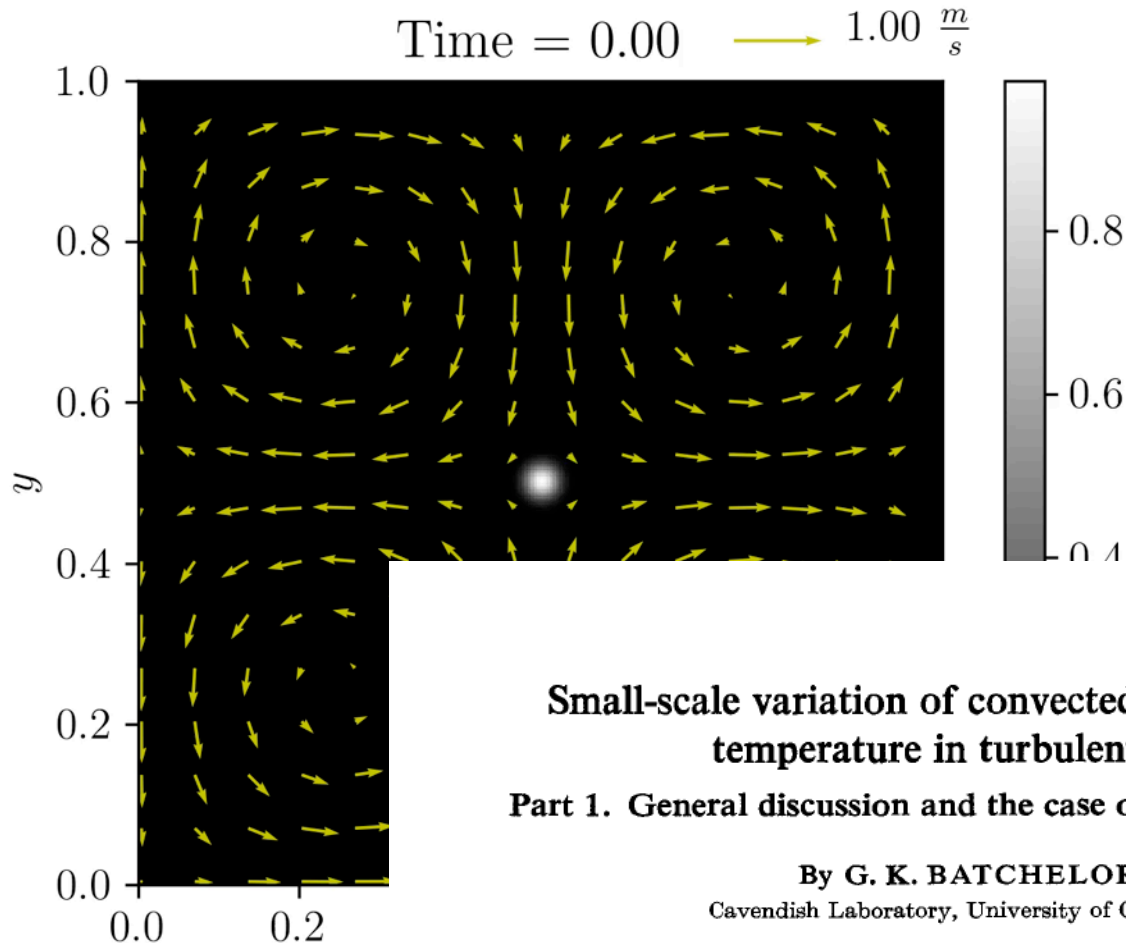 Time = 0.00
1.00 m/s
1.0
0.8
0.6
0.4
0.2
0.0
y
0.0
0.2
0.8
0.6
0.4
Small-scale variation of convected
temperature in
Part 1. General discussion and the case
By G. K.
Cavendish Laboratory, University of